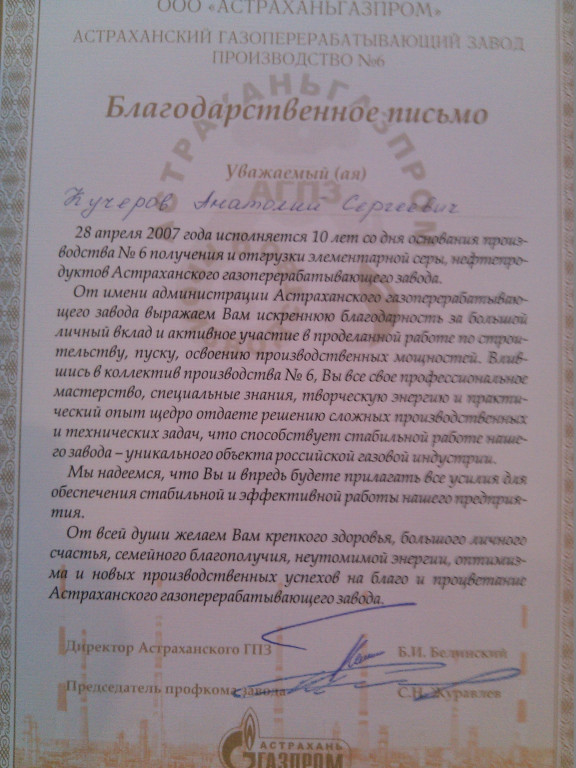 ООО «АСТРАХАНЬГАЗПРОМ»
АСТРАХАНСКИЙ ГАЗОПЕРЕРАБАТЫВАЮЩИЙ ЗАВОД
ПРОИЗВОДСТВО №6
АСТРАХАНЬГАЗПРОМ
Благодарственное письмо
Уважаемый (ая)
АГПЗ
Кучеров Анатолий Сергеевич
28 апреля 2007 года исполняется 10 лет со дня основания произ-
водства № 6 получения и отгрузки элементарной серы, нефтепро-
дуктов Астраханского газоперерабатывающего завода.
От имени администрации Астраханского газоперерабатываю-
щего завода выражаем Вам искреннюю благодарность за большой
личный вклад и активное участие в проделанной работе по строи-
тельству, пуску, освоению производственных мощностей. Влив-
шись в коллектив производства № 6, Вы все свое профессиональное
мастерство, специальные знания, творческую энергию и практи-
ческий опыт щедро отдаете решению сложных производственных
и технических задач, что способствует стабильной работе наше-
го завода – уникального объекта российской газовой индустрии.
Мы надеемся, что Вы и впредь будете прилагать все усилия для
обеспечения стабильной и эффективной работы нашего предприя-
тия.
От всей души желаем Вам крепкого здоровья, большого личного
счастья, семейного благополучия, неутомимой энергии, оптимиз-
ма и новых производственных успехов на благо и процветание
Астраханского газоперерабатывающего завода.
Директор Астраханского ГПЗ Б.И. Белинский
Председатель профкома завода С.Н. Журавлев
АСТРАХАНЬ
ГАЗПРОМ